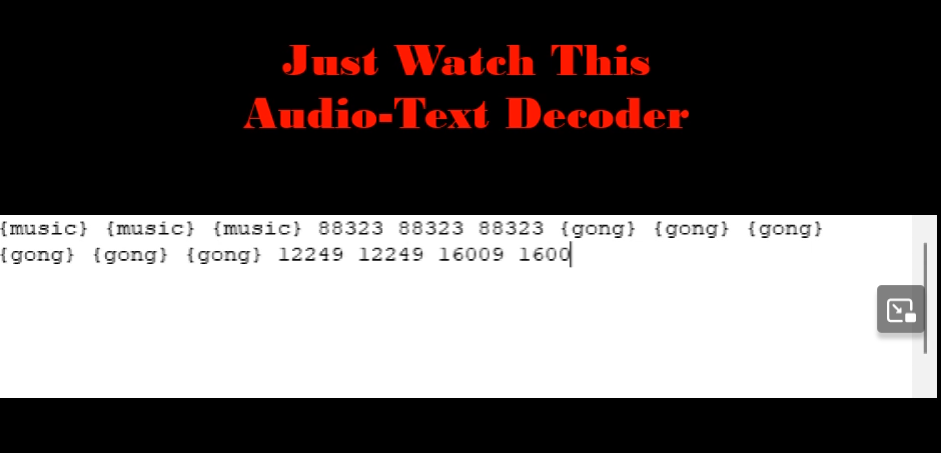 Just Watch This
Audio-Text Decoder
{music} {music} {music} 88323 88323 88323 {gong} {gong} {gong}
{gong} {gong} {gong} 12249 12249 16009 1600